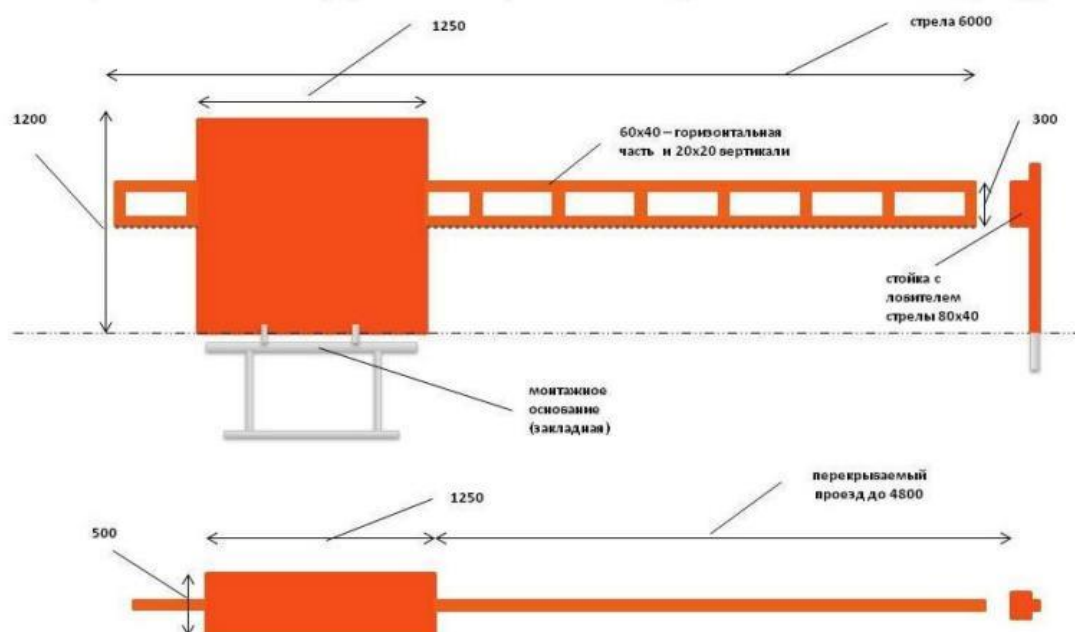 1250
стрела 6000
1200
60х40 – горизонтальная
часть и 20х20 вертикали
300
стойка с
ловителем
стрелы 80х40
монтажное
основание
(закладная)
перекрываемый
проезд до 4800
1250
500